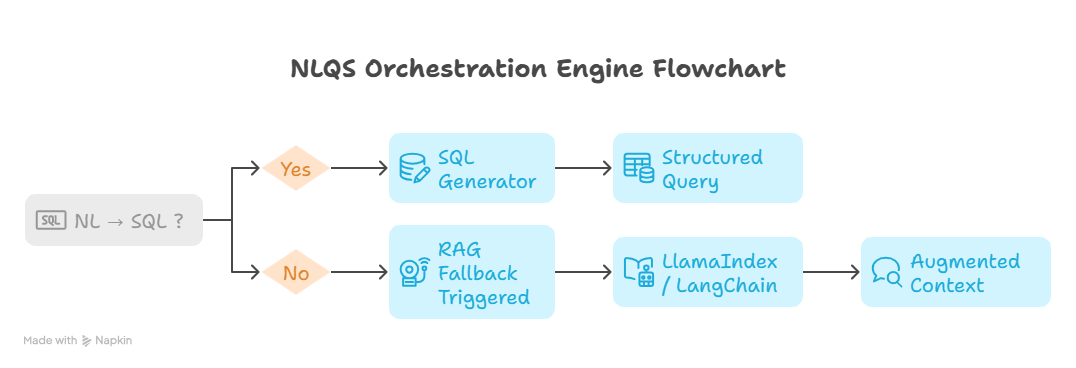 NLQS Orchestration Engine Flowchart
SQL NL → SQL ?
Yes
SQL
Generator
Structured
Query
No
RAG
Fallback
Triggered
LlamaIndex
/ LangChain
Augmented
Context
Made with Napkin